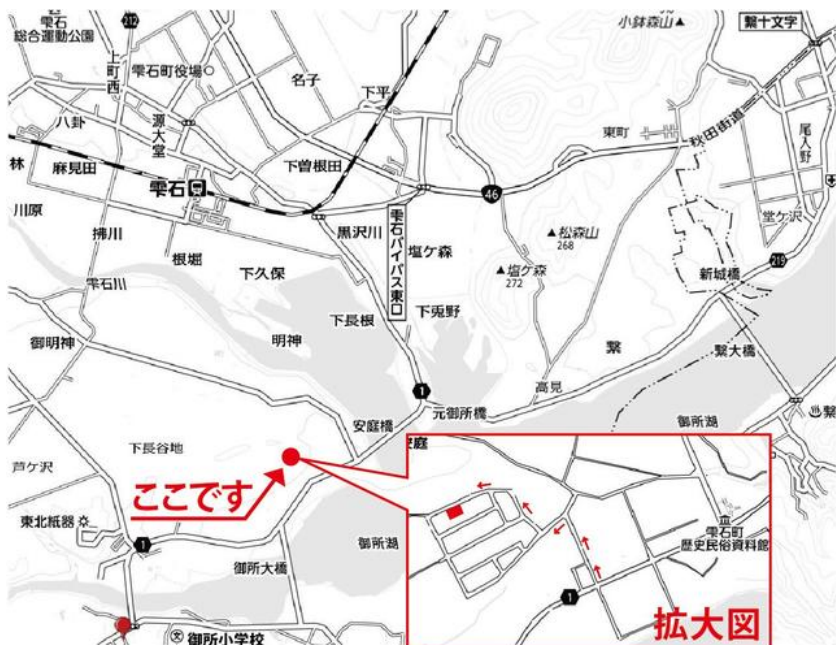 雫石
総合運動公園
212
上町西
雫石町役場
名子
下平
小鉢森山▲
繋十文字
八卦
源大堂
東町
秋田街道
尾入野
林
麻見田
下曽根田
雫石
46
川原
拂川
黒沢川
雫石バイパス東口
塩ケ森
▲松森山
268
堂ケ沢
根堀
下久保
▲塩ケ森
272
新城橋
219
雫石川
下長根
下兎野
御明神
明神
繋
繋大橋
1
高見
安庭橋
元御所橋
御所湖
繋
下長谷地
芦ケ沢
ここです
東北紙器
1
御所湖
御所大橋
御所小学校
安庭
雫石町
歴史民俗資料館
1
拡大図